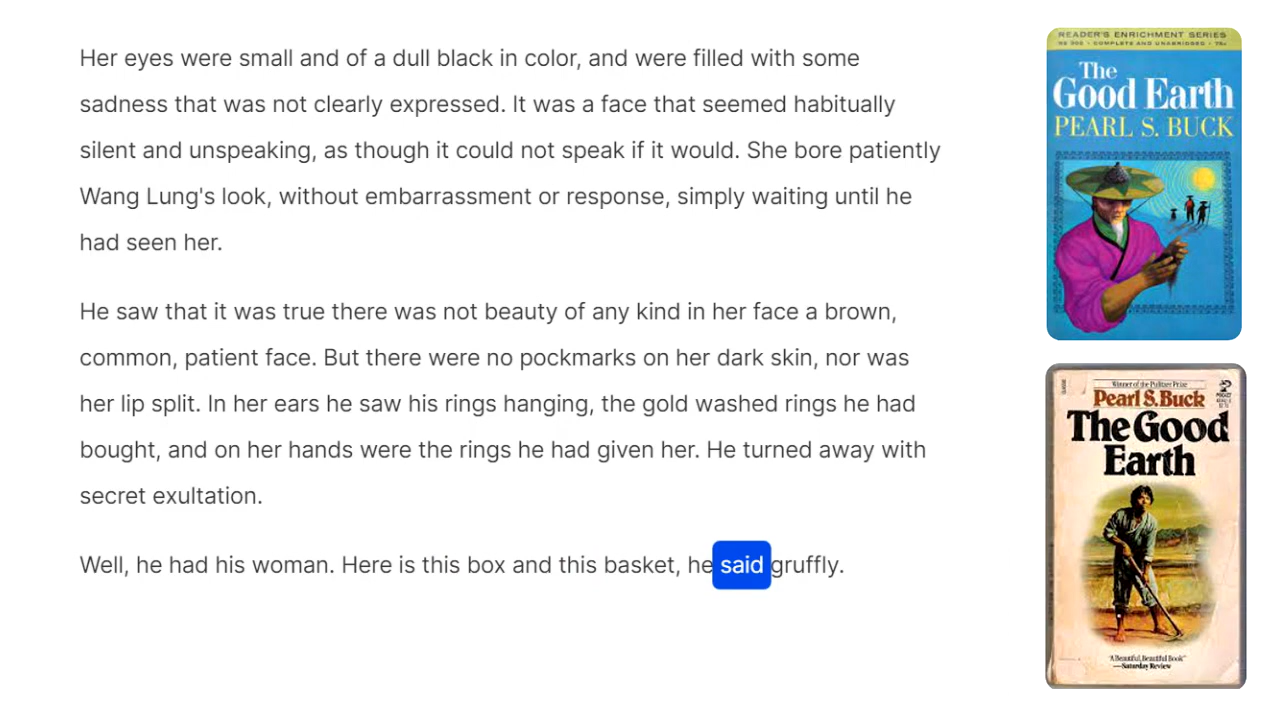 Her eyes were small and of a dull black in color, and were filled with some
sadness that was not clearly expressed. It was a face that seemed habitually
silent and unspeaking, as though it could not speak if it would. She bore patiently
Wang Lung's look, without embarrassment or response, simply waiting until he
had seen her.
He saw that it was true there was not beauty of any kind in her face a brown,
common, patient face. But there were no pockmarks on her dark skin, nor was
her lip split. In her ears he saw his rings hanging, the gold washed rings he had
bought, and on her hands were the rings he had given her. He turned away with
secret exultation.
Well, he had his woman. Here is this box and this basket, he said gruffly.
READER'S ENRICHMENT SERIES
COMPLETE AND UNABRIDGED
The
Good Earth
PEARL S. BUCK
Winner of the Pulitzer Prize
Pearl S. Buck
The Good
Earth
"A Beautiful, Beautiful Book"
—Saturday Review